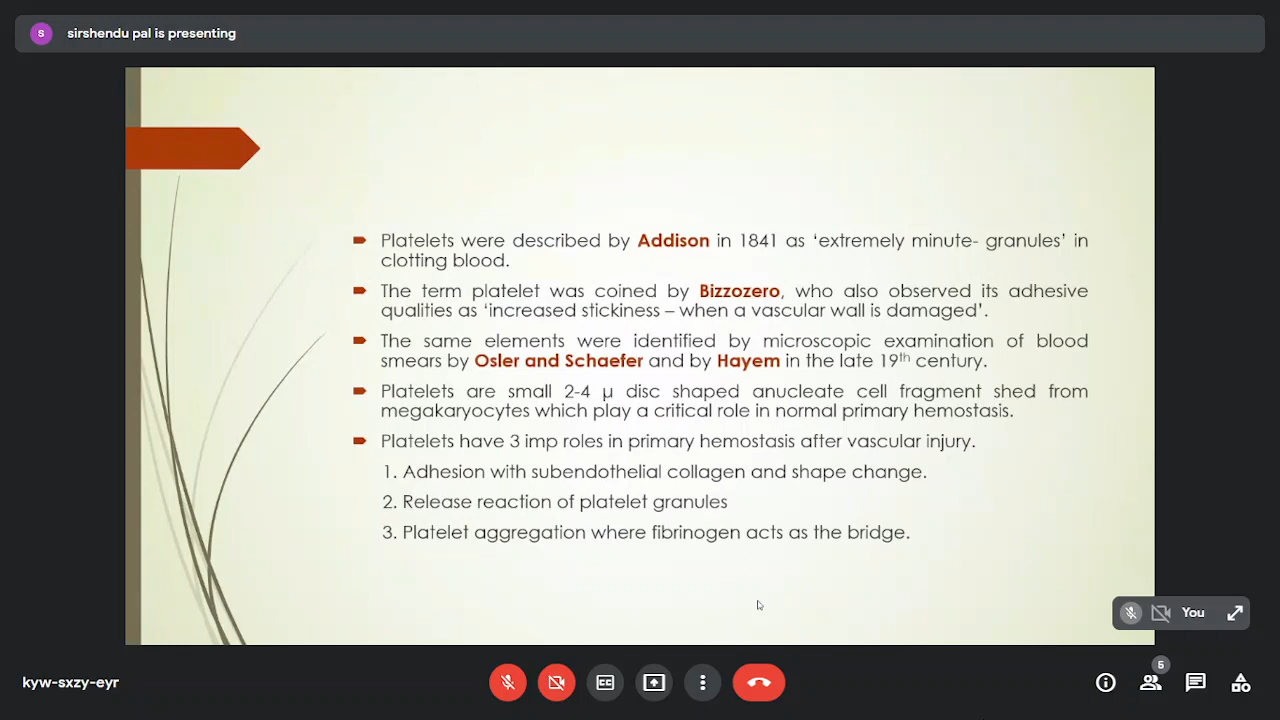 S
sirshendu pal is presenting
Platelets were described by Addison in 1841 as ‘extremely minute- granules’ in
clotting blood.
The term platelet was coined by Bizzozero, who also observed its adhesive
qualities as ‘increased stickiness – when a vascular wall is damaged’.
The same elements were identified by microscopic examination of blood
smears by Osler and Schaefer and by Hayem in the late 19th century.
Platelets are small 2-4 µ disc shaped anucleate cell fragment shed from
megakaryocytes which play a critical role in normal primary hemostasis.
Platelets have 3 imp roles in primary hemostasis after vascular injury.
1. Adhesion with subendothelial collagen and shape change.
2. Release reaction of platelet granules
3. Platelet aggregation where fibrinogen acts as the bridge.
You
kyw-sxzy-eyr
CC
5